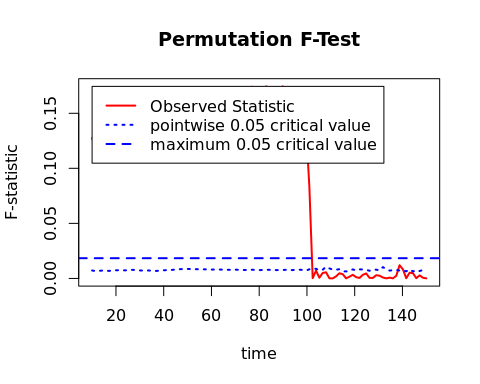 Permutation F-Test
Observed Statistic
pointwise 0.05 critical value
maximum 0.05 critical value
F-statistic
0.15
0.10
0.05
0.00
20 40 60 80 100 120 140
time